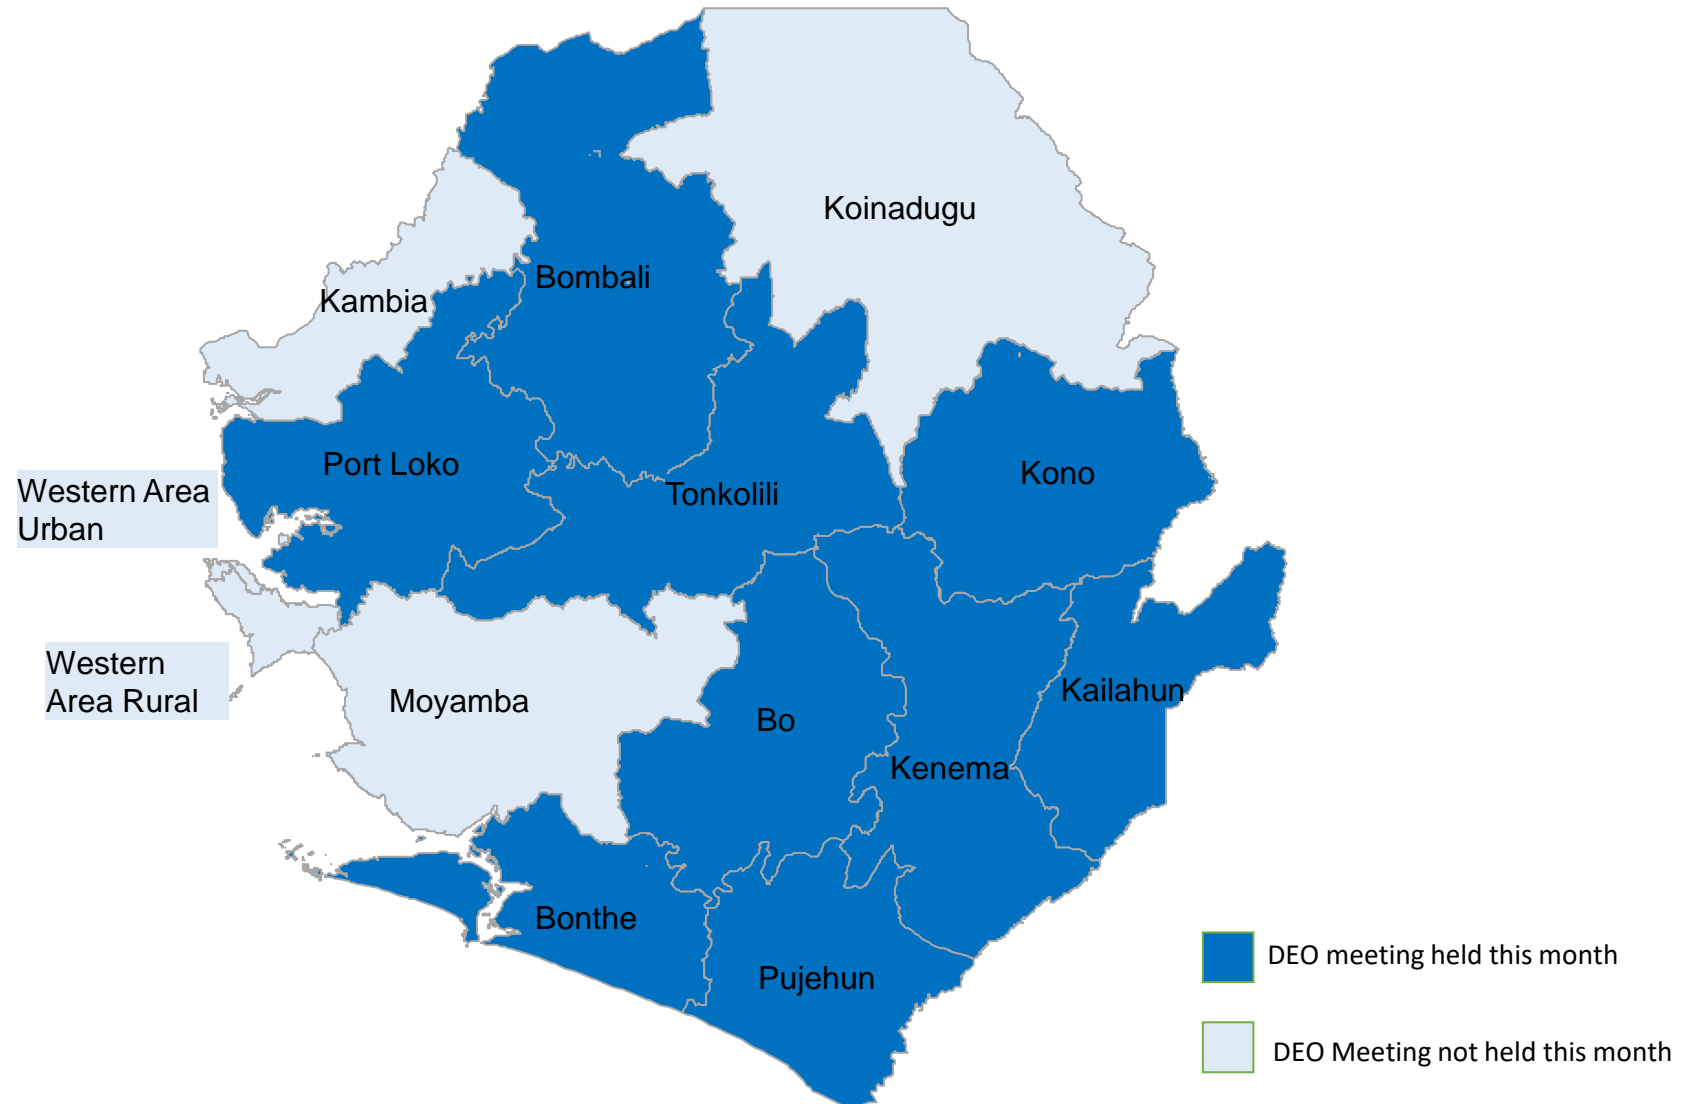 Koinadugu
Bombali
Kambia
Port Loko
Kono
Western Area
Urban
Tonkolili
Western
Area Rural
Moyamba
Kailahun
Bo
Kenema
Bonthe
Pujehun
DEO meeting held this month
DEO Meeting not held this month